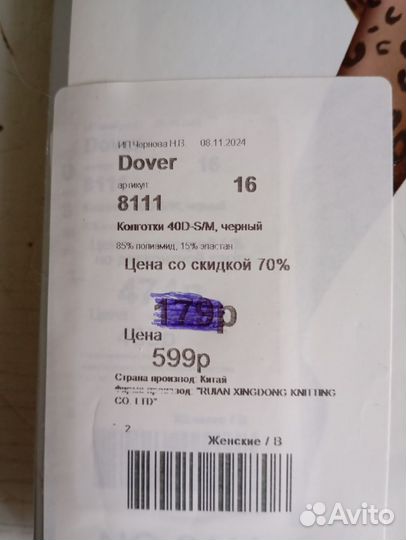 ИП Чернова Н.В. 08.11.2024
Dover
артикул: 16
8111
Колготки 40D-S/M, черный
85% полиамид, 15% эластан
Цена со скидкой 70%
179р
Цена
599р
Страна производ. Китай
"RUIAN XINGDONG KNITTING
CO. LTD"
2
Женские / В
Avito